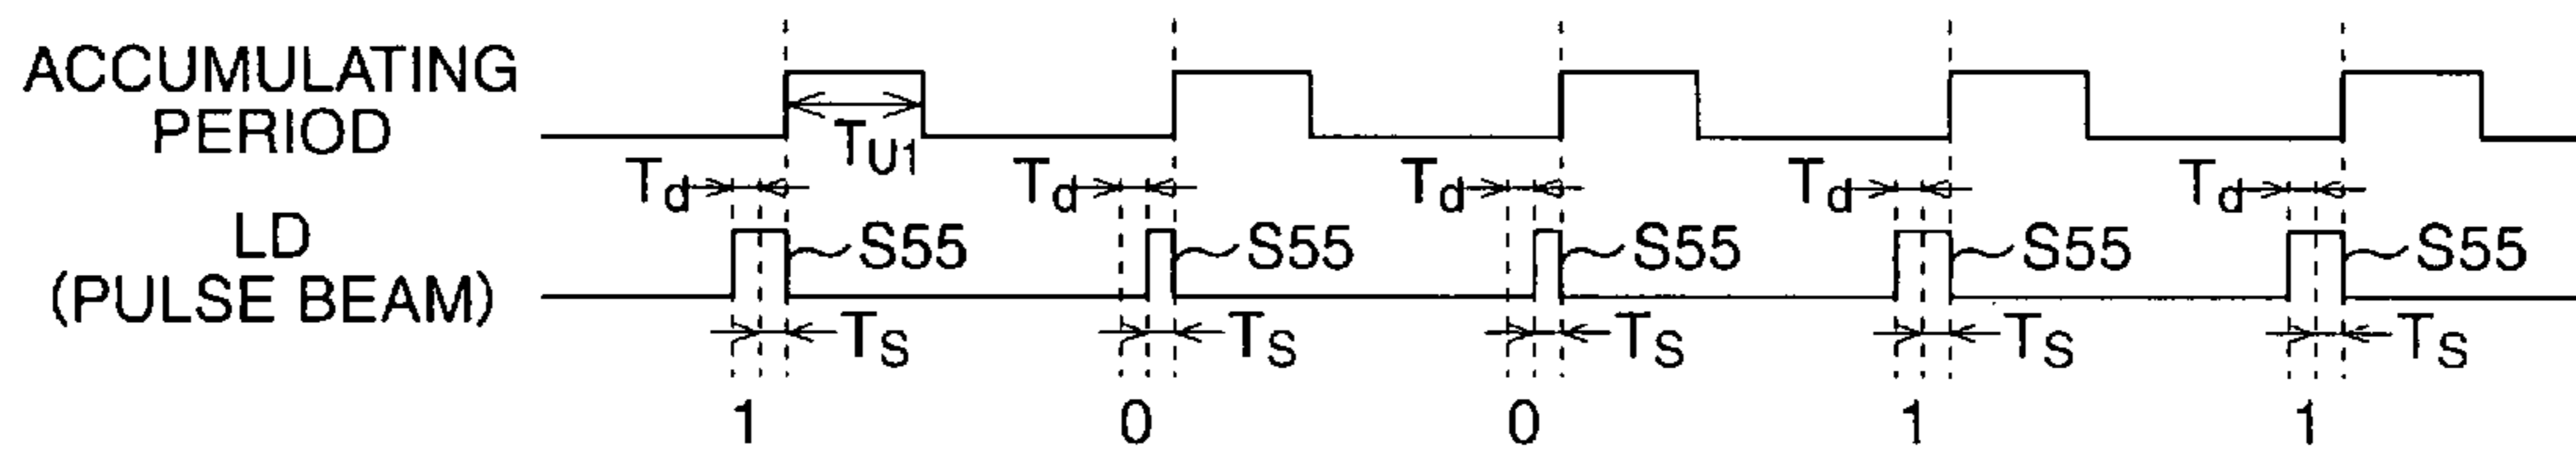 ACCUMULATING
PERIOD
TU1
Td Td Td Td Td
LD
(PULSE BEAM)
S55 S55 S55 S55 S55
TS TS TS TS TS
1 0 0 1 1